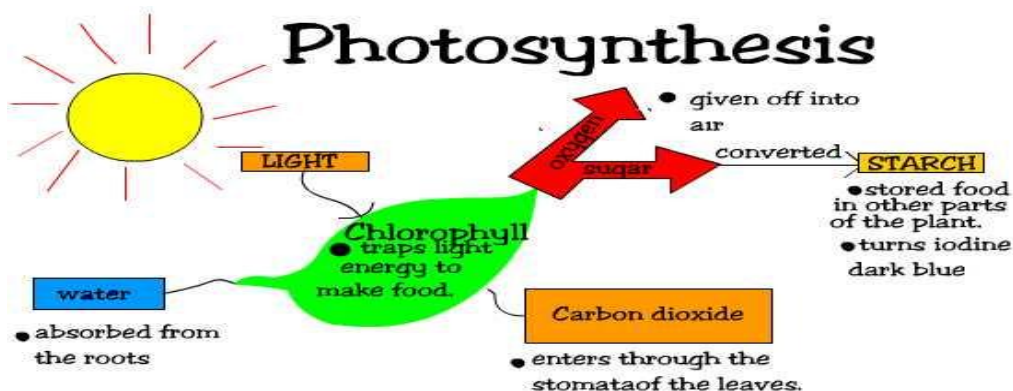 Photosynthesis
● given off into
air
oxygen
sugar
converted
STARCH
● stored food
in other parts
of the plant.
● turns iodine
dark blue
LIGHT
Chlorophyll
● traps light
energy to
make food.
water
● absorbed from
the roots
Carbon dioxide
● enters through the
stomataof the leaves.